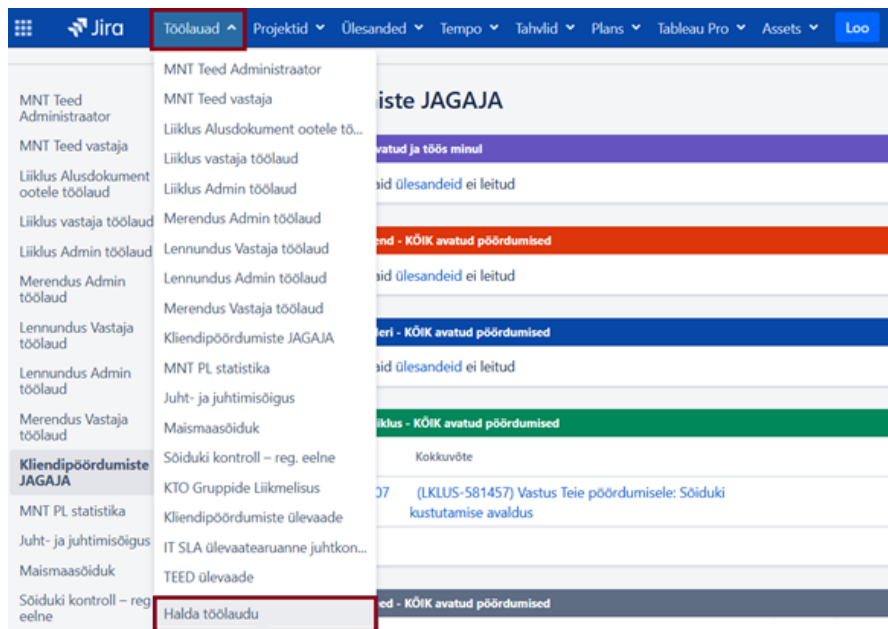 Jira Töölauad Projektid Ülesanded Tempo Tahvlid Plans Tableau Pro Assets Loo
MNT Teed
Administraator
MNT Teed vastaja
Liiklus Alusdokument
ootele töölaud
Liiklus vastaja töölaud
Liiklus Admin töölaud
Merendus Admin
töölaud
Lennundus Vastaja
töölaud
Lennundus Admin
töölaud
Merendus Vastaja
töölaud
Kliendipöördumiste
JAGAJA
MNT PL statistika
Juht- ja juhtimisõigus
Maismaasõiduk
Sõiduki kontroll – reg
eelne
MNT Teed Administraator
MNT Teed vastaja
Liiklus Alusdokument ootele tö...
Liiklus vastaja töölaud
Liiklus Admin töölaud
Merendus Admin töölaud
Lennundus Vastaja töölaud
Lennundus Admin töölaud
Merendus Vastaja töölaud
Kliendipöördumiste JAGAJA
MNT PL statistika
Juht- ja juhtimisõigus
Maismaasõiduk
Sõiduki kontroll – reg. eelne
KTO Gruppide Liikmelisus
Kliendipöördumiste ülevaade
IT SLA ülevaatearuanne juhtkon...
TEED ülevaade
Halda töölaudu
iste JAGAJA
vatud ja töös minul
aid ülesandeid ei leitud
end - KÕIK avatud pöördumised
aid ülesandeid ei leitud
leri - KÕIK avatud pöördumised
aid ülesandeid ei leitud
iklus - KÕIK avatud pöördumised
Kokkuvõte
07 (LKLUS-581457) Vastus Teie pöördumisele: Sõiduki
kustutamise avaldus
ed - KÕIK avatud pöördumised